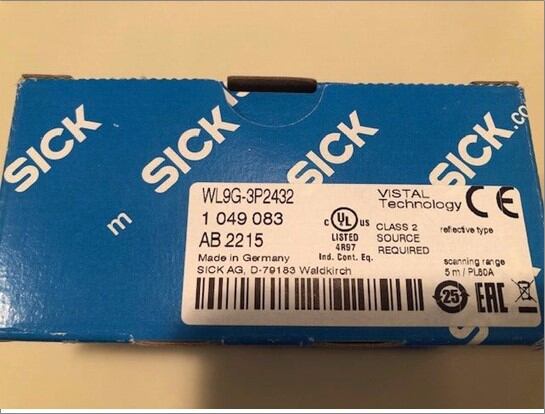 SICK
SICK
SICK
SICK.co
m
WL9G-3P2432
1 049 083
AB 2215
Made in Germany
SICK AG, D-79183 Waldkirch
c UL us
LISTED
4R97
Ind. Cont. Eq.
CLASS 2
SOURCE
REQUIRED
VISTAL
Technology
CE
reflective type
scanning range
5 m / PL80A
25
EAC